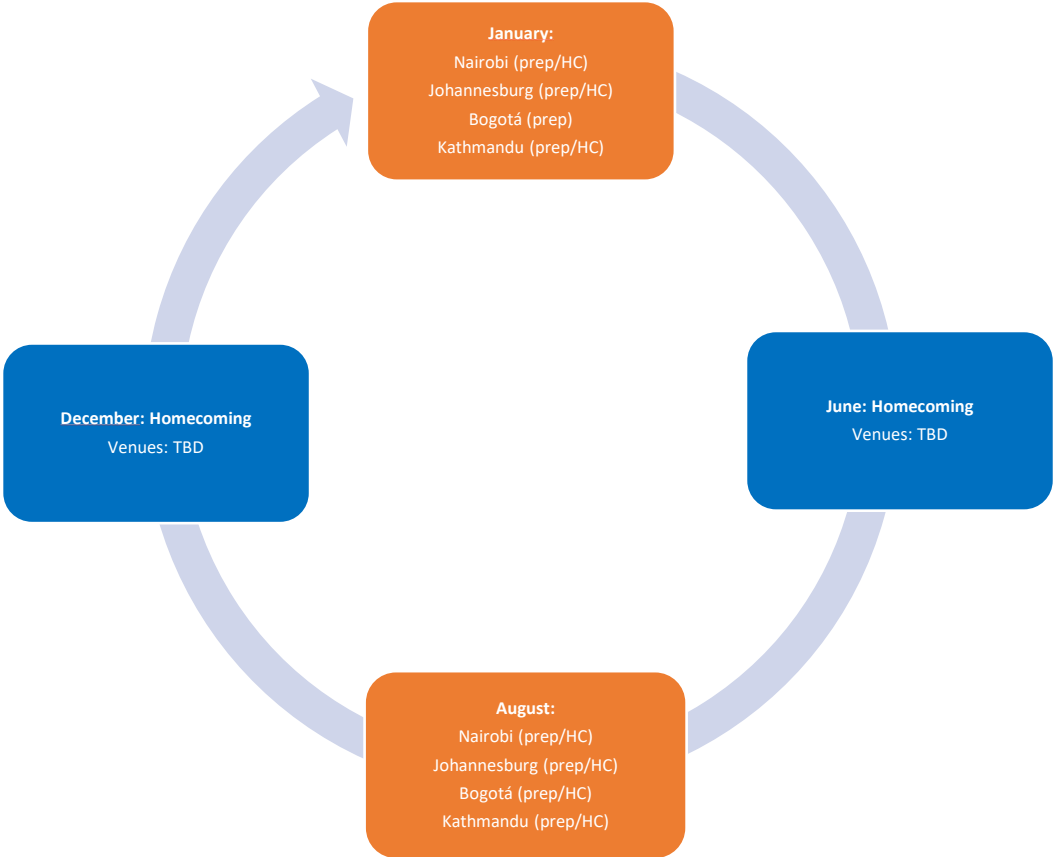 January:
Nairobi (prep/HC)
Johannesburg (prep/HC)
Bogotá (prep)
Kathmandu (prep/HC)
June: Homecoming
Venues: TBD
August:
Nairobi (prep/HC)
Johannesburg (prep/HC)
Bogotá (prep/HC)
Kathmandu (prep/HC)
December: Homecoming
Venues: TBD